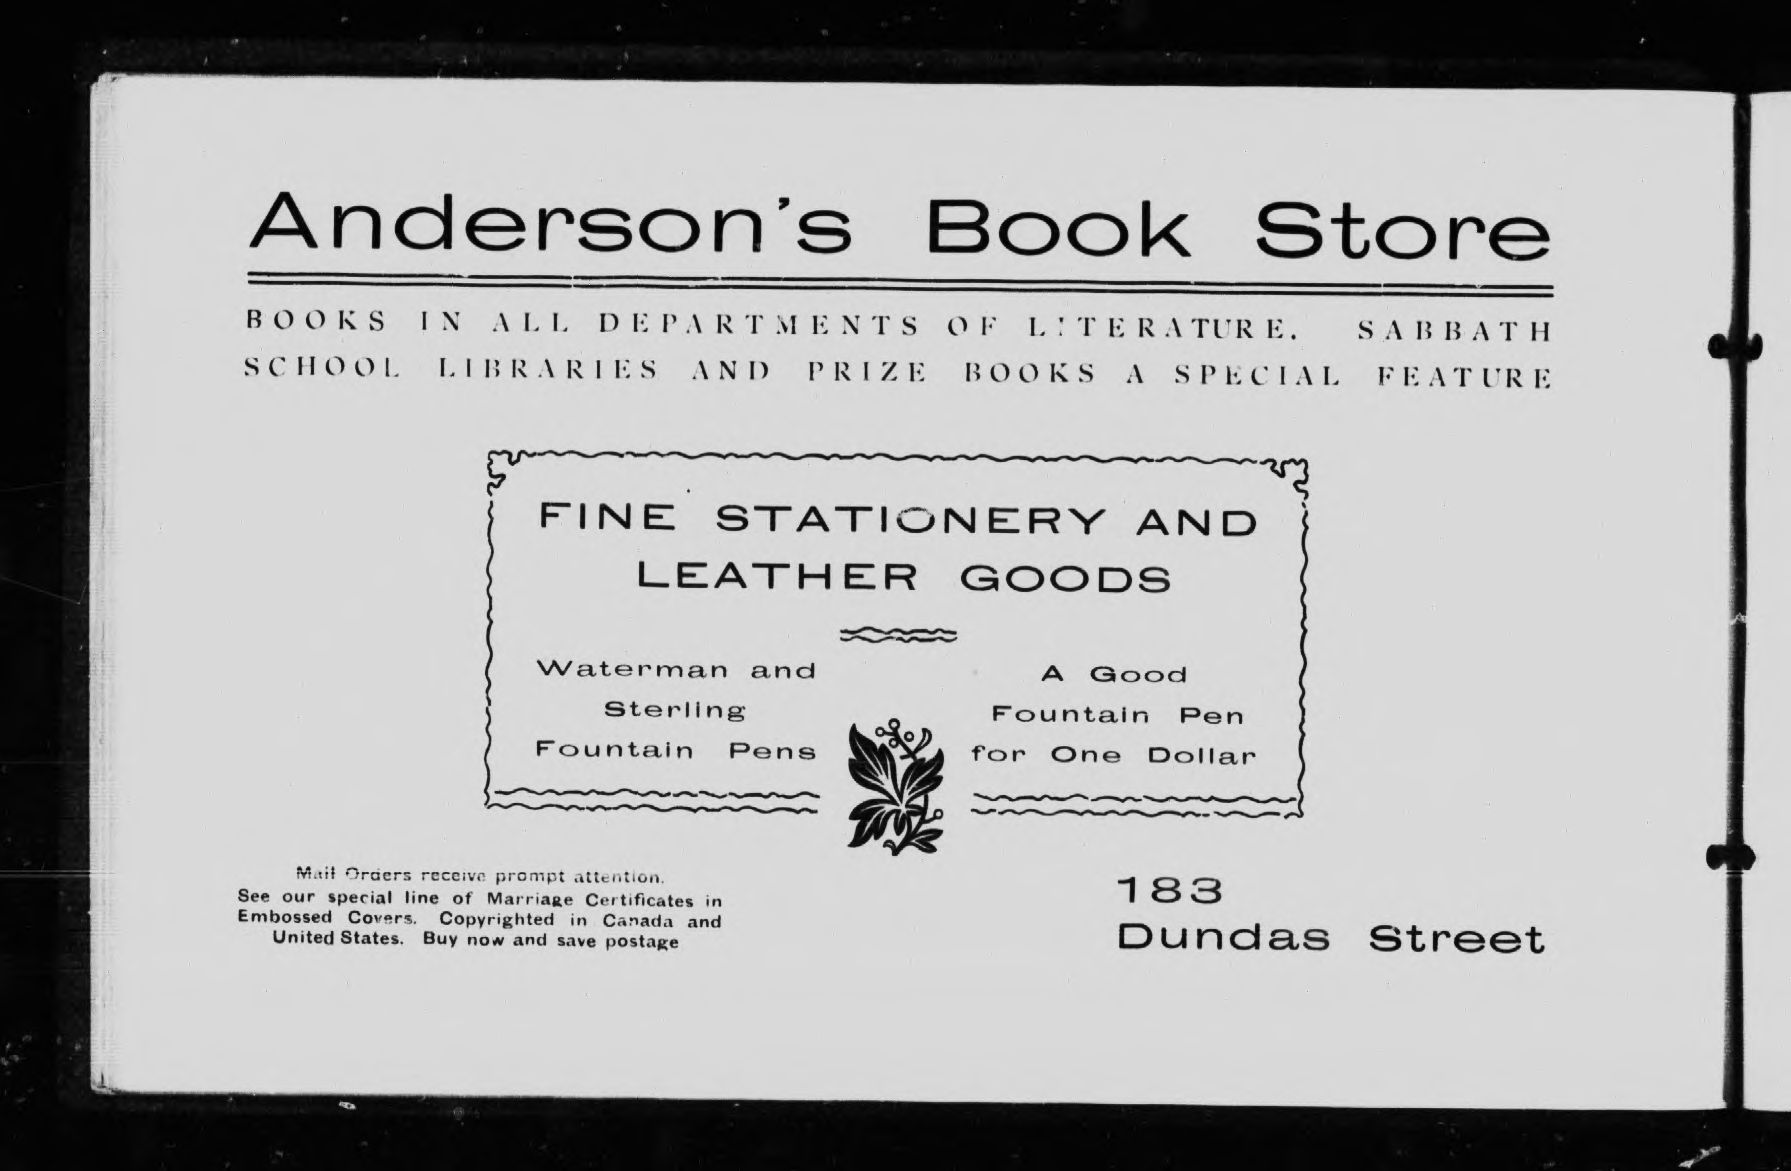 Anderson's Book Store
BOOKS IN ALL DEPARTMENTS OF LITERATURE. SABBATH
SCHOOL LIBRARIES AND PRIZE BOOKS A SPECIAL FEATURE
FINE STATIONERY AND
LEATHER GOODS
Waterman and
Sterling
Fountain Pens
A Good
Fountain Pen
for One Dollar
Mail Orders receive prompt attention.
See our special line of Marriage Certificates in
Embossed Covers. Copyrighted in Canada and
United States. Buy now and save postage
183
Dundas Street